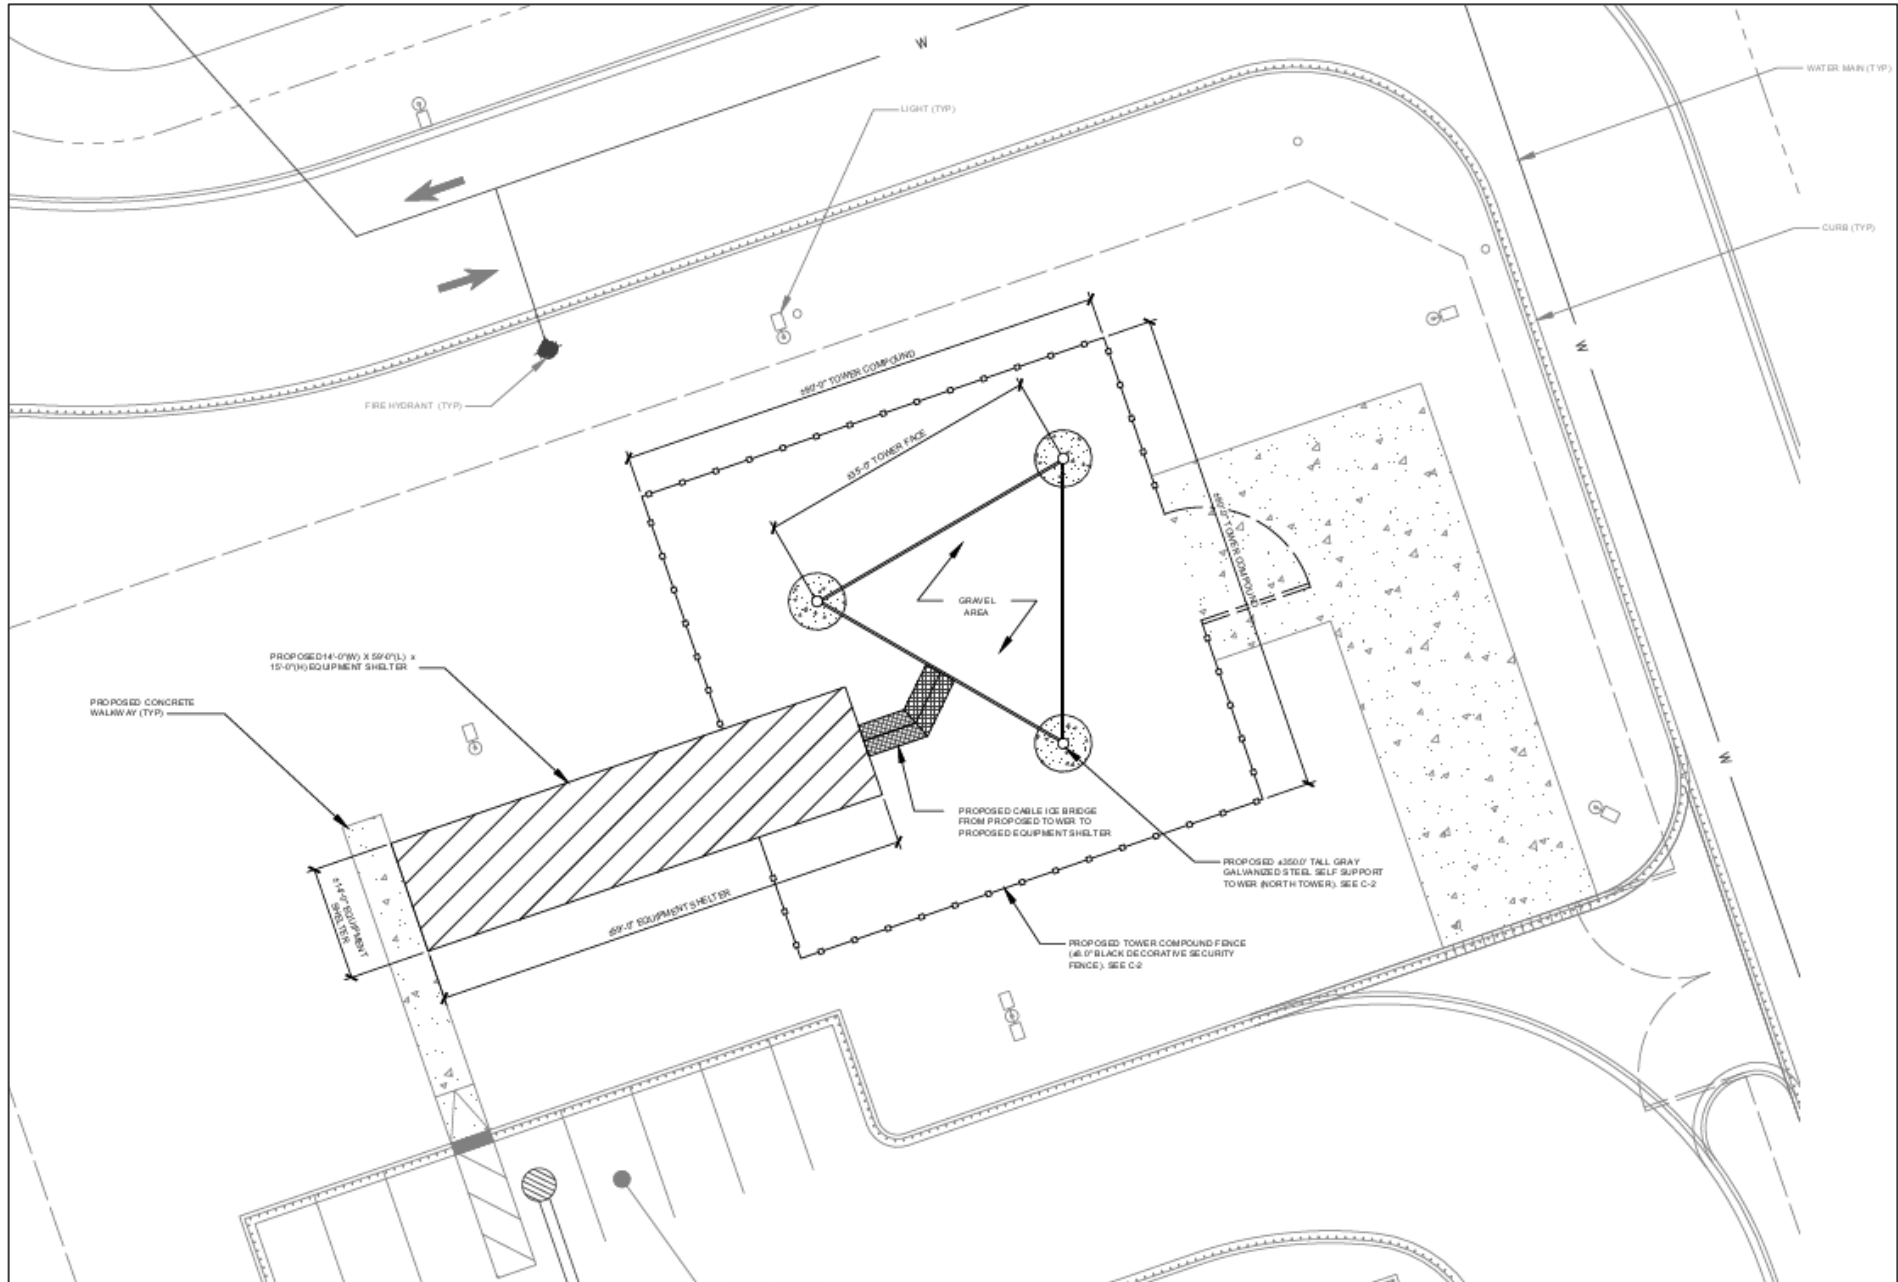 W
WATER MAIN (TYP)
LIGHT (TYP)
CURB (TYP)
W
FIRE HYDRANT (TYP)
±60'-0" TOWER COMPOUND
±35'-0" TOWER FACE
±60'-0" TOWER COMPOUND
GRAVEL
AREA
PROPOSED 14'-0"(W) X 59'-0"(L) x
15'-0"(H) EQUIPMENT SHELTER
PROPOSED CONCRETE
WALKWAY (TYP)
W
PROPOSED CABLE ICE BRIDGE
FROM PROPOSED TOWER TO
PROPOSED EQUIPMENT SHELTER
PROPOSED ±350.0' TALL GRAY
GALVANIZED STEEL SELF SUPPORT
TOWER (NORTH TOWER). SEE C-2
±14'-0" EQUIPMENT
SHELTER
±59'-0" EQUIPMENT SHELTER
PROPOSED TOWER COMPOUND FENCE
BLACK DECORATIVE SECURITY
FENCE). SEE C-2